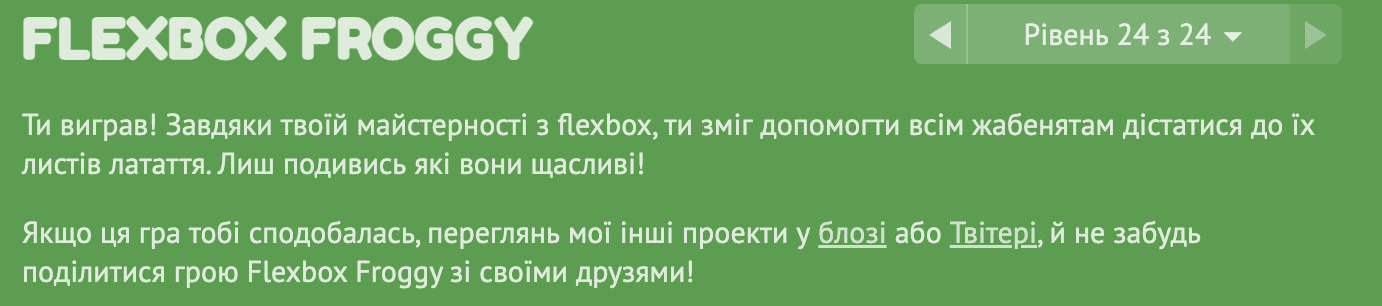 FLEXBOX FROGGY
Рівень 24 з 24
Ти виграв! Завдяки твоїй майстерності з flexbox, ти зміг допомогти всім жабенятам дістатися до їх
листів латаття. Лиш подивись які вони щасливі!
Якщо ця гра тобі сподобалась, переглянь мої інші проекти у блозі або Твітері, й не забудь
поділитися грою Flexbox Froggy зі своїми друзями!